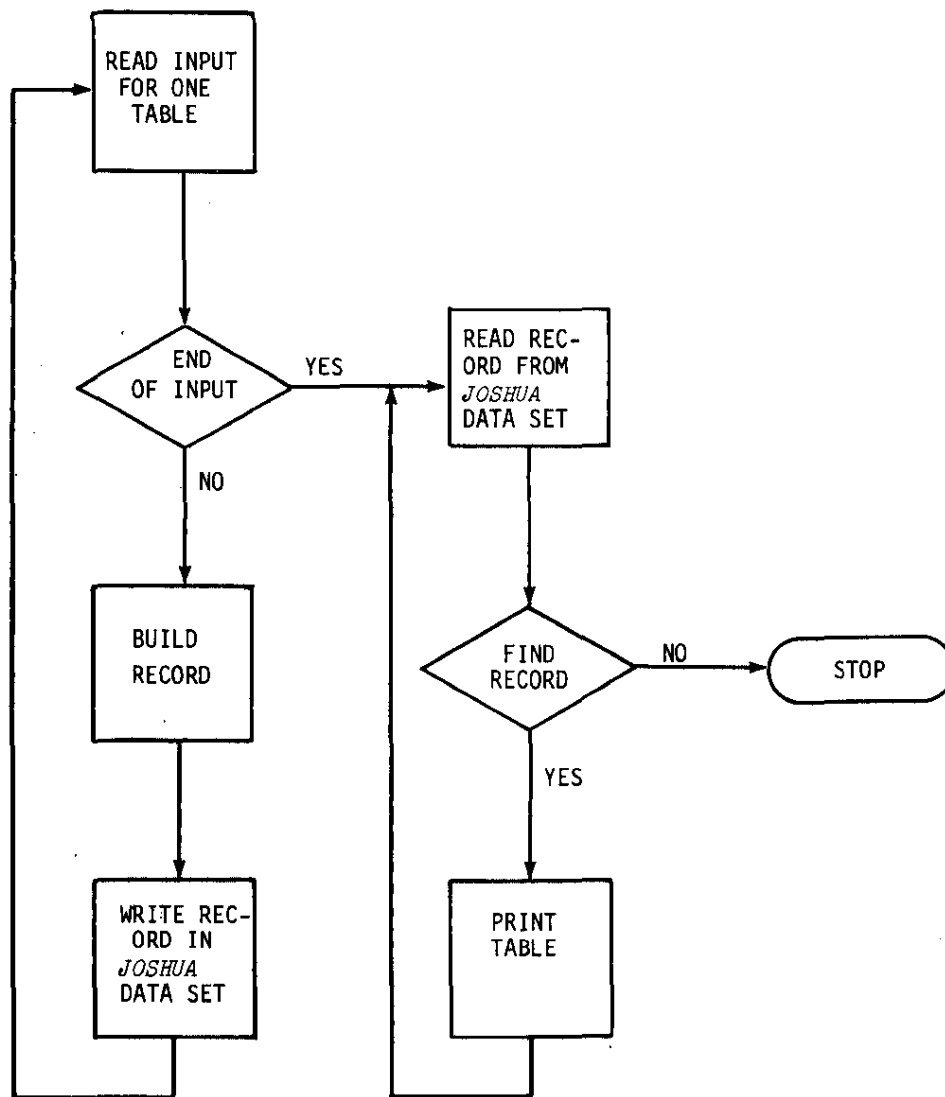 READ INPUT
FOR ONE
TABLE
END
OF INPUT
YES
NO
BUILD
RECORD
WRITE REC-
ORD IN
JOSHUA
DATA SET
READ REC-
ORD FROM
JOSHUA
DATA SET
FIND
RECORD
NO
STOP
YES
PRINT
TABLE